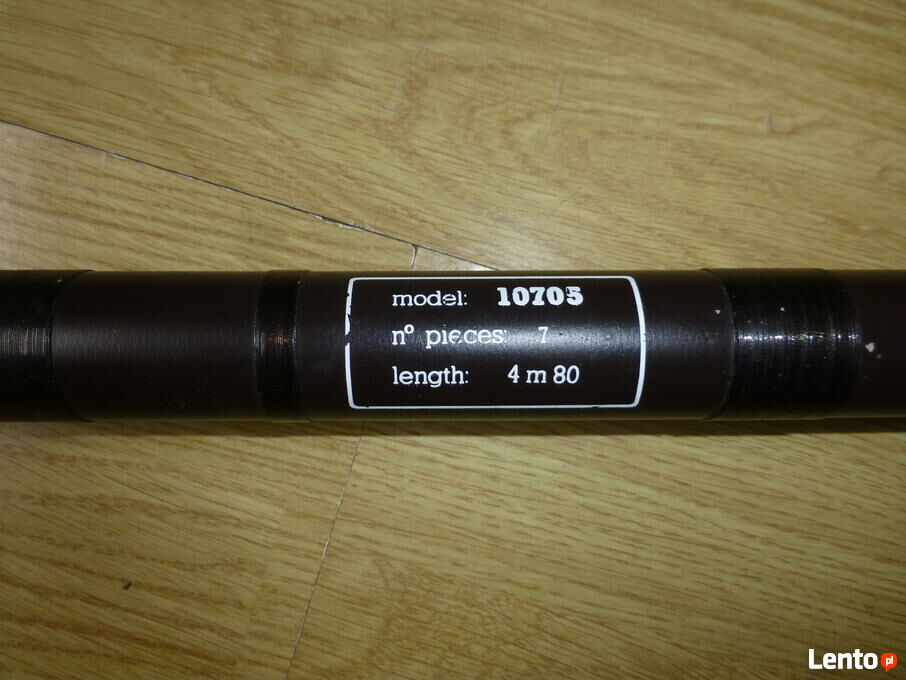 model: 10705
nº pieces: 7
length: 4 m 80
Lento pl